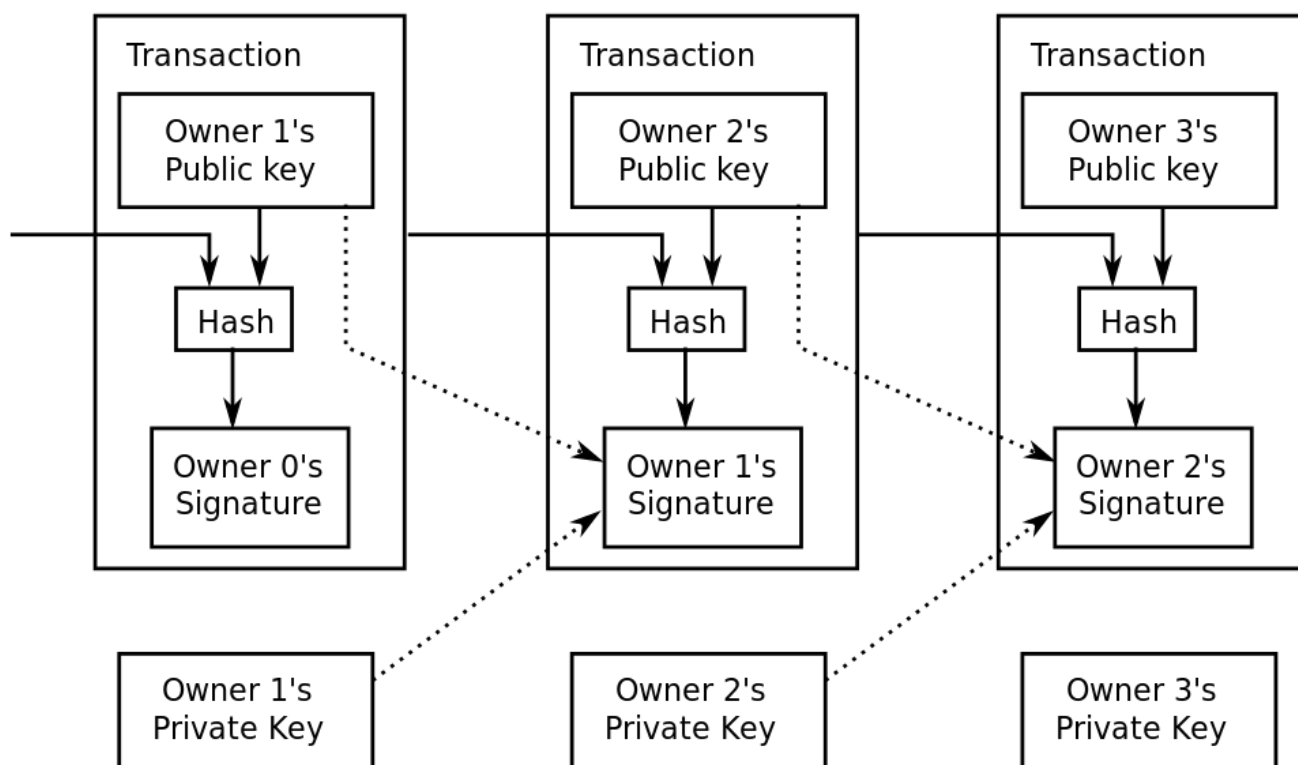 Transaction
Owner 1's
Public key
Hash
Owner 0's
Signature
Owner 1's
Private Key
Transaction
Owner 2's
Public key
Hash
Owner 1's
Signature
Owner 2's
Private Key
Transaction
Owner 3's
Public key
Hash
Owner 2's
Signature
Owner 3's
Private Key